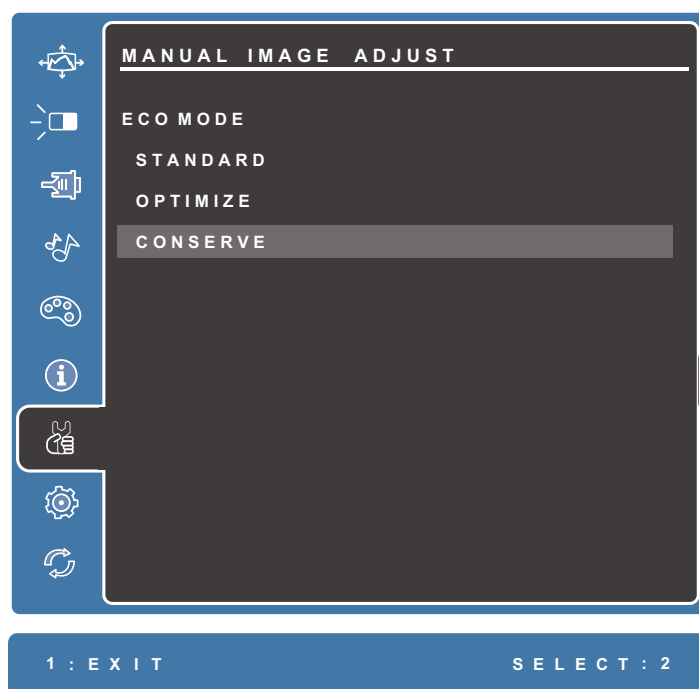 MANUAL IMAGE ADJUST
ECO MODE
STANDARD
OPTIMIZE
CONSERVE
1 : EXIT
SELECT : 2